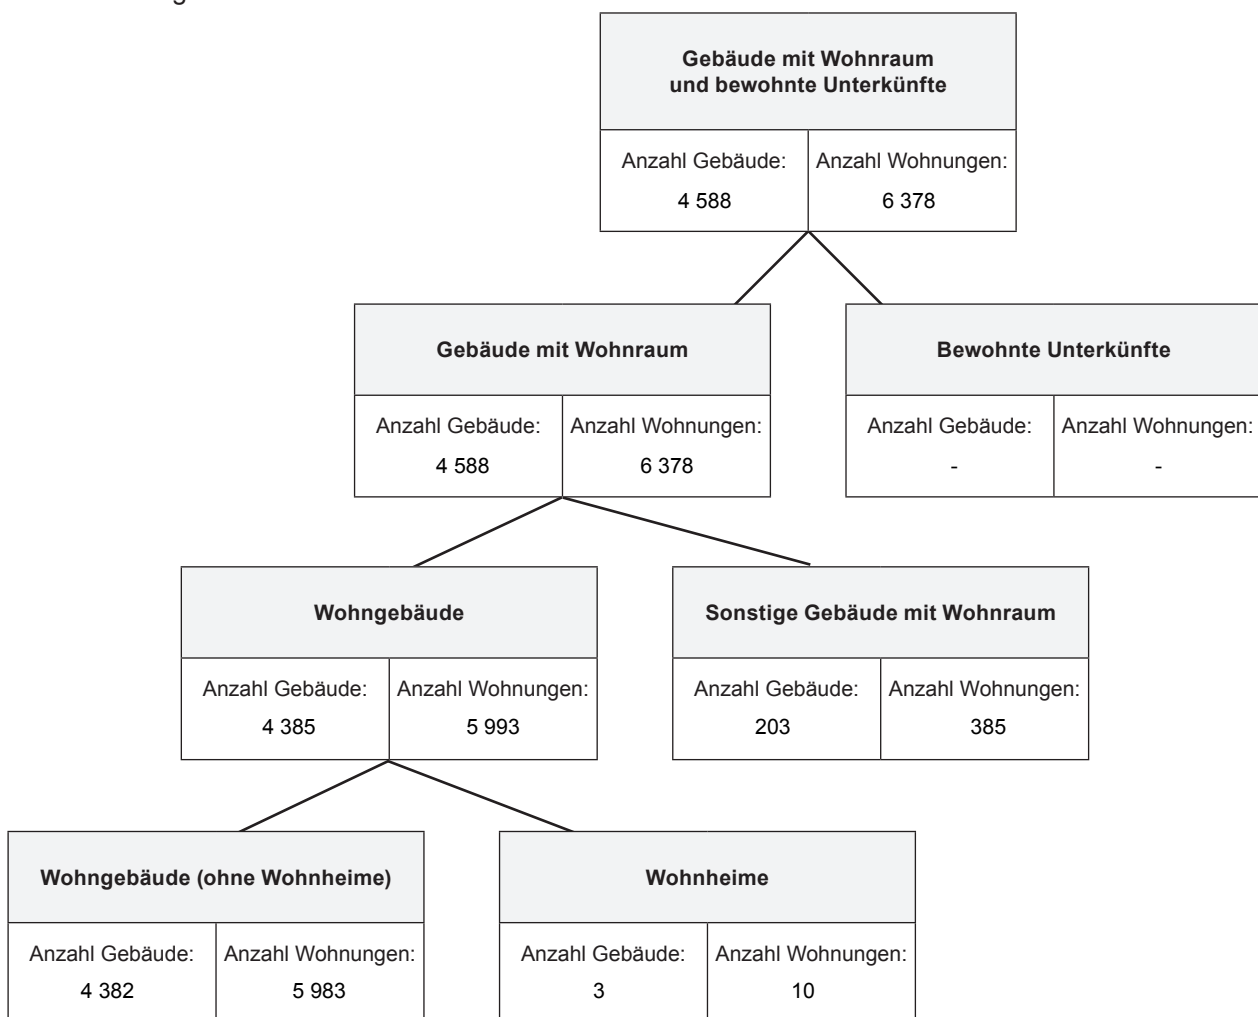 Gebäude mit Wohnraum
und bewohnte Unterkünfte
Anzahl Gebäude: Anzahl Wohnungen:
4 588 6 378
Gebäude mit Wohnraum
Anzahl Gebäude: Anzahl Wohnungen:
4 588 6 378
Bewohnte Unterkünfte
Anzahl Gebäude: Anzahl Wohnungen:
- -
Wohngebäude
Anzahl Gebäude: Anzahl Wohnungen:
4 385 5 993
Sonstige Gebäude mit Wohnraum
Anzahl Gebäude: Anzahl Wohnungen:
203 385
Wohngebäude (ohne Wohnheime)
Anzahl Gebäude: Anzahl Wohnungen:
4 382 5 983
Wohnheime
Anzahl Gebäude: Anzahl Wohnungen:
3 10